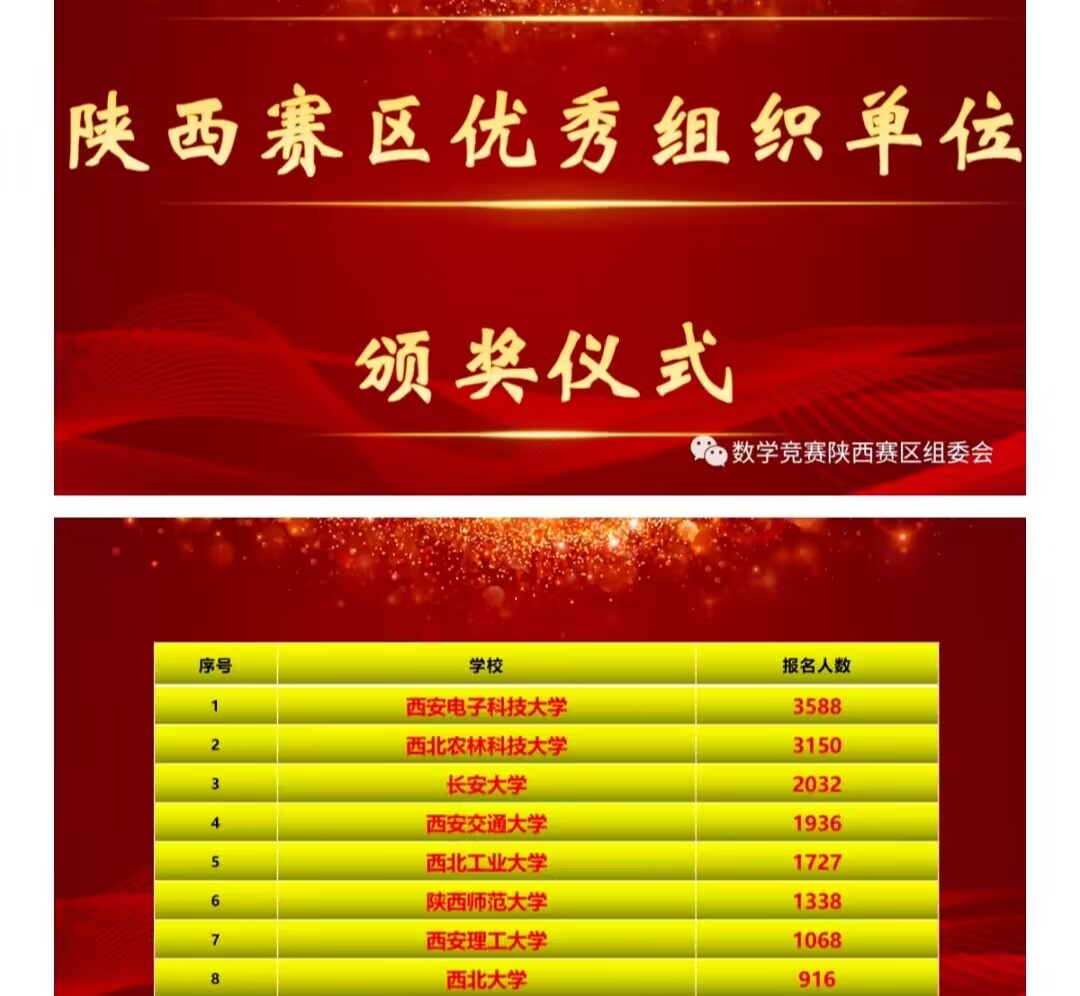 陕西赛区优秀组织单位
颁奖仪式
数学竞赛陕西赛区组委会
序号 学校 报名人数
1 西安电子科技大学 3588
2 西北农林科技大学 3150
3 长安大学 2032
4 西安交通大学 1936
5 西北工业大学 1727
6 陕西师范大学 1338
7 西安理工大学 1068
8 西北大学 916